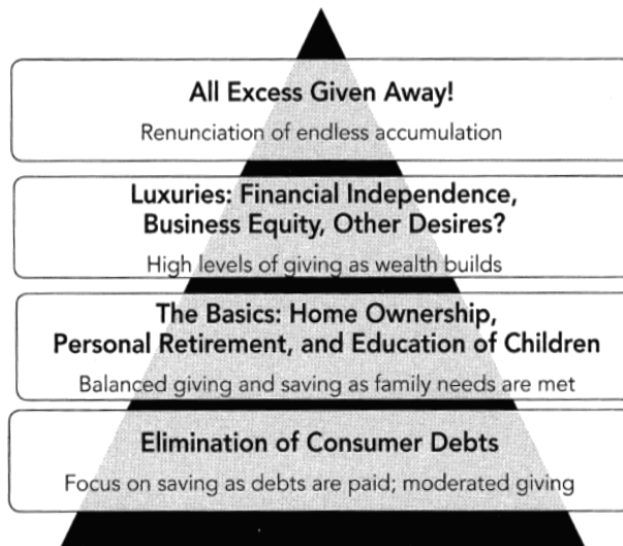 All Excess Given Away!
Renunciation of endless accumulation
Luxuries: Financial Independence,
Business Equity, Other Desires?
High levels of giving as wealth builds
The Basics: Home Ownership,
Personal Retirement, and Education of Children
Balanced giving and saving as family needs are met
Elimination of Consumer Debts
Focus on saving as debts are paid; moderated giving